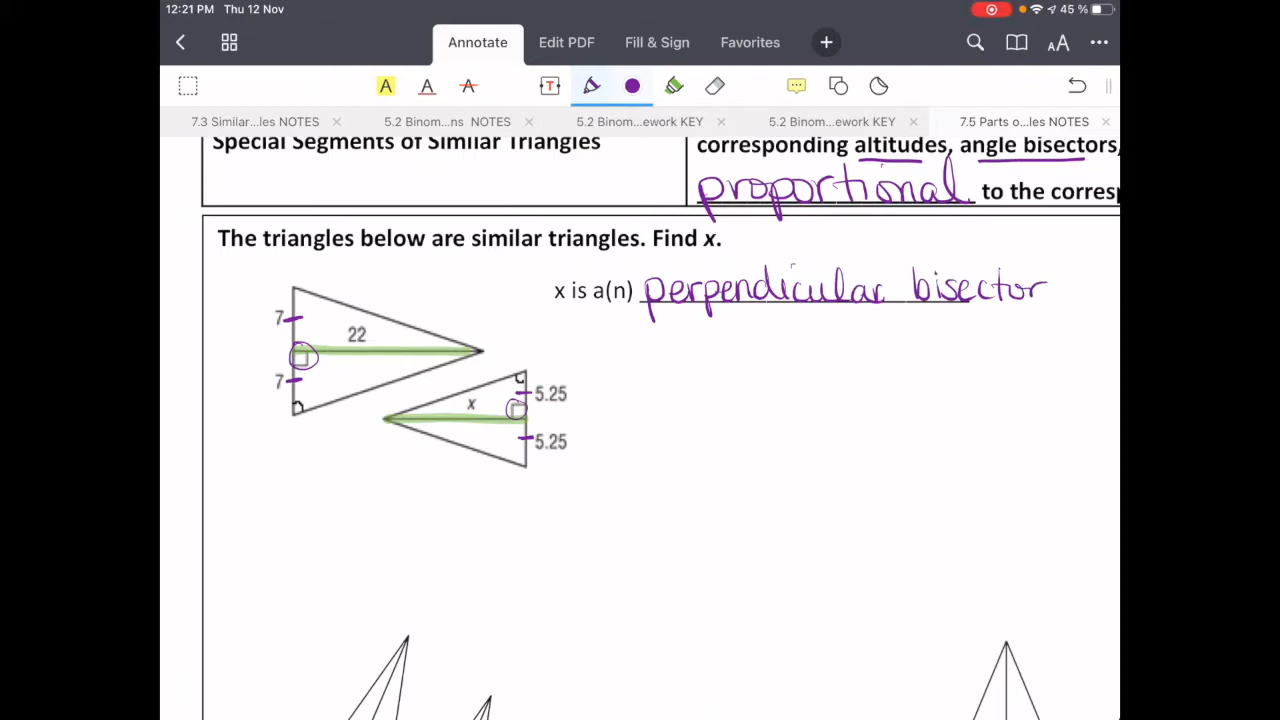 12:21 PM Thu 12 Nov
45 %
Annotate Edit PDF Fill & Sign Favorites
AA
A A A T
7.3 Similar...les NOTES × 5.2 Binom...ns NOTES × 5.2 Binom...ework KEY × 5.2 Binom...ework KEY × 7.5 Parts o...les NOTES ×
Special Segments of Similar Triangles
corresponding altitudes, angle bisectors,
proportional to the corresp
The triangles below are similar triangles. Find x.
x is a(n) perpendicular bisector
7
22
7
x
5.25
5.25